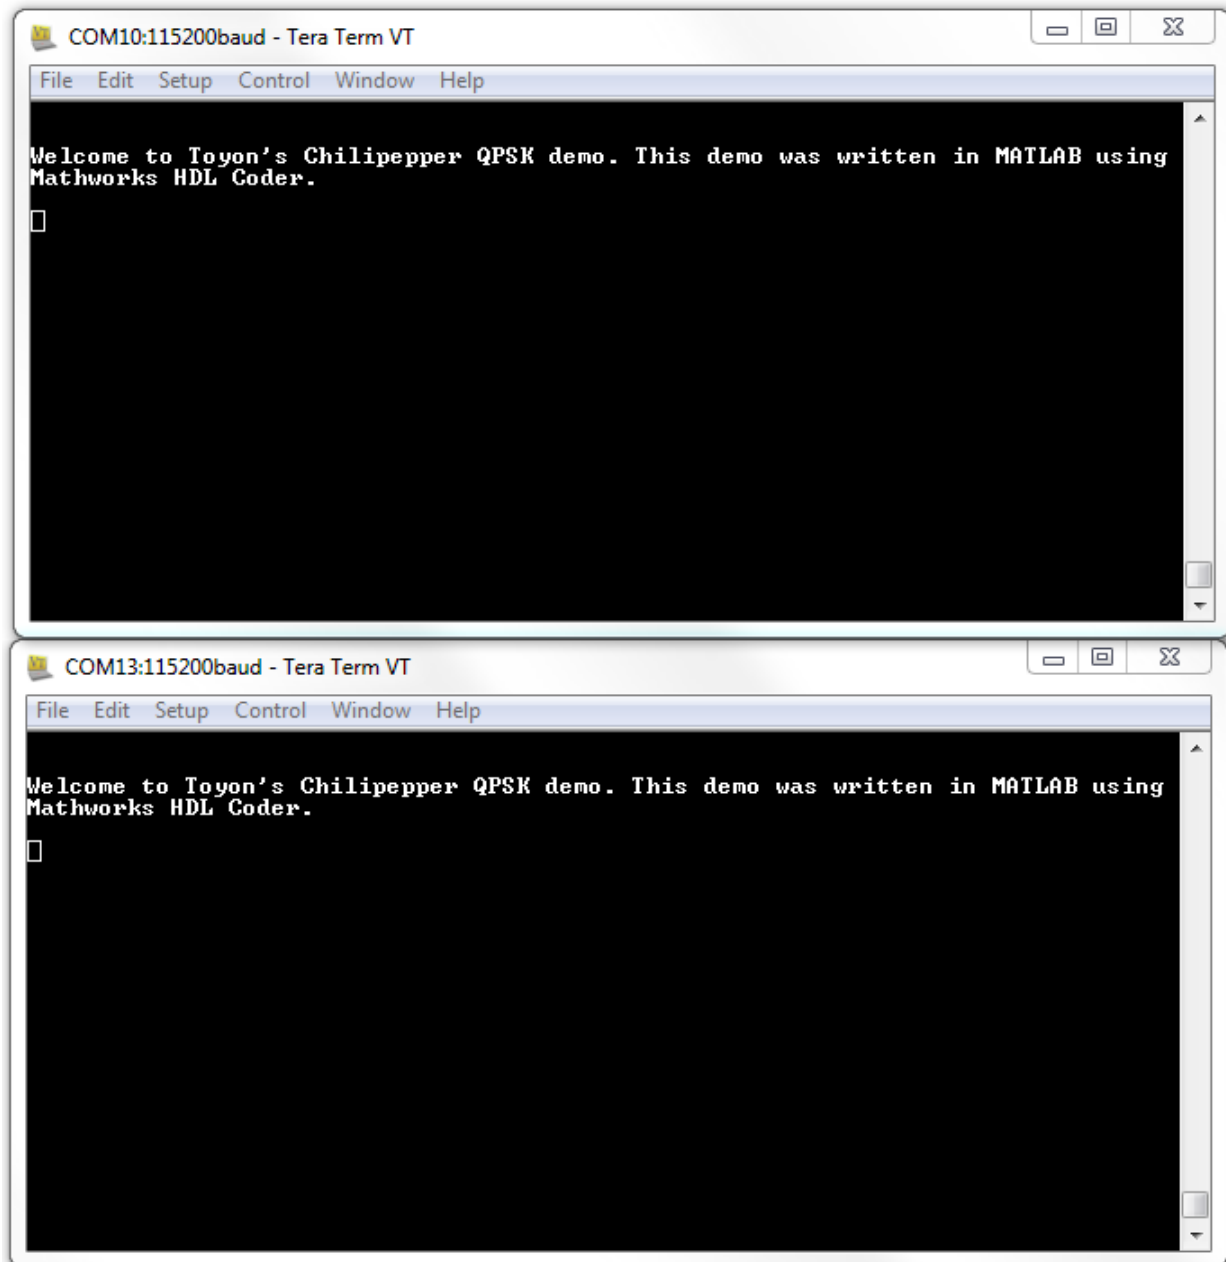 COM10:115200baud - Tera Term VT
File Edit Setup Control Window Help
Welcome to Toyon's Chilipepper QPSK demo. This demo was written in MATLAB using
Mathworks HDL Coder.
COM13:115200baud - Tera Term VT
File Edit Setup Control Window Help
Welcome to Toyon's Chilipepper QPSK demo. This demo was written in MATLAB using
Mathworks HDL Coder.